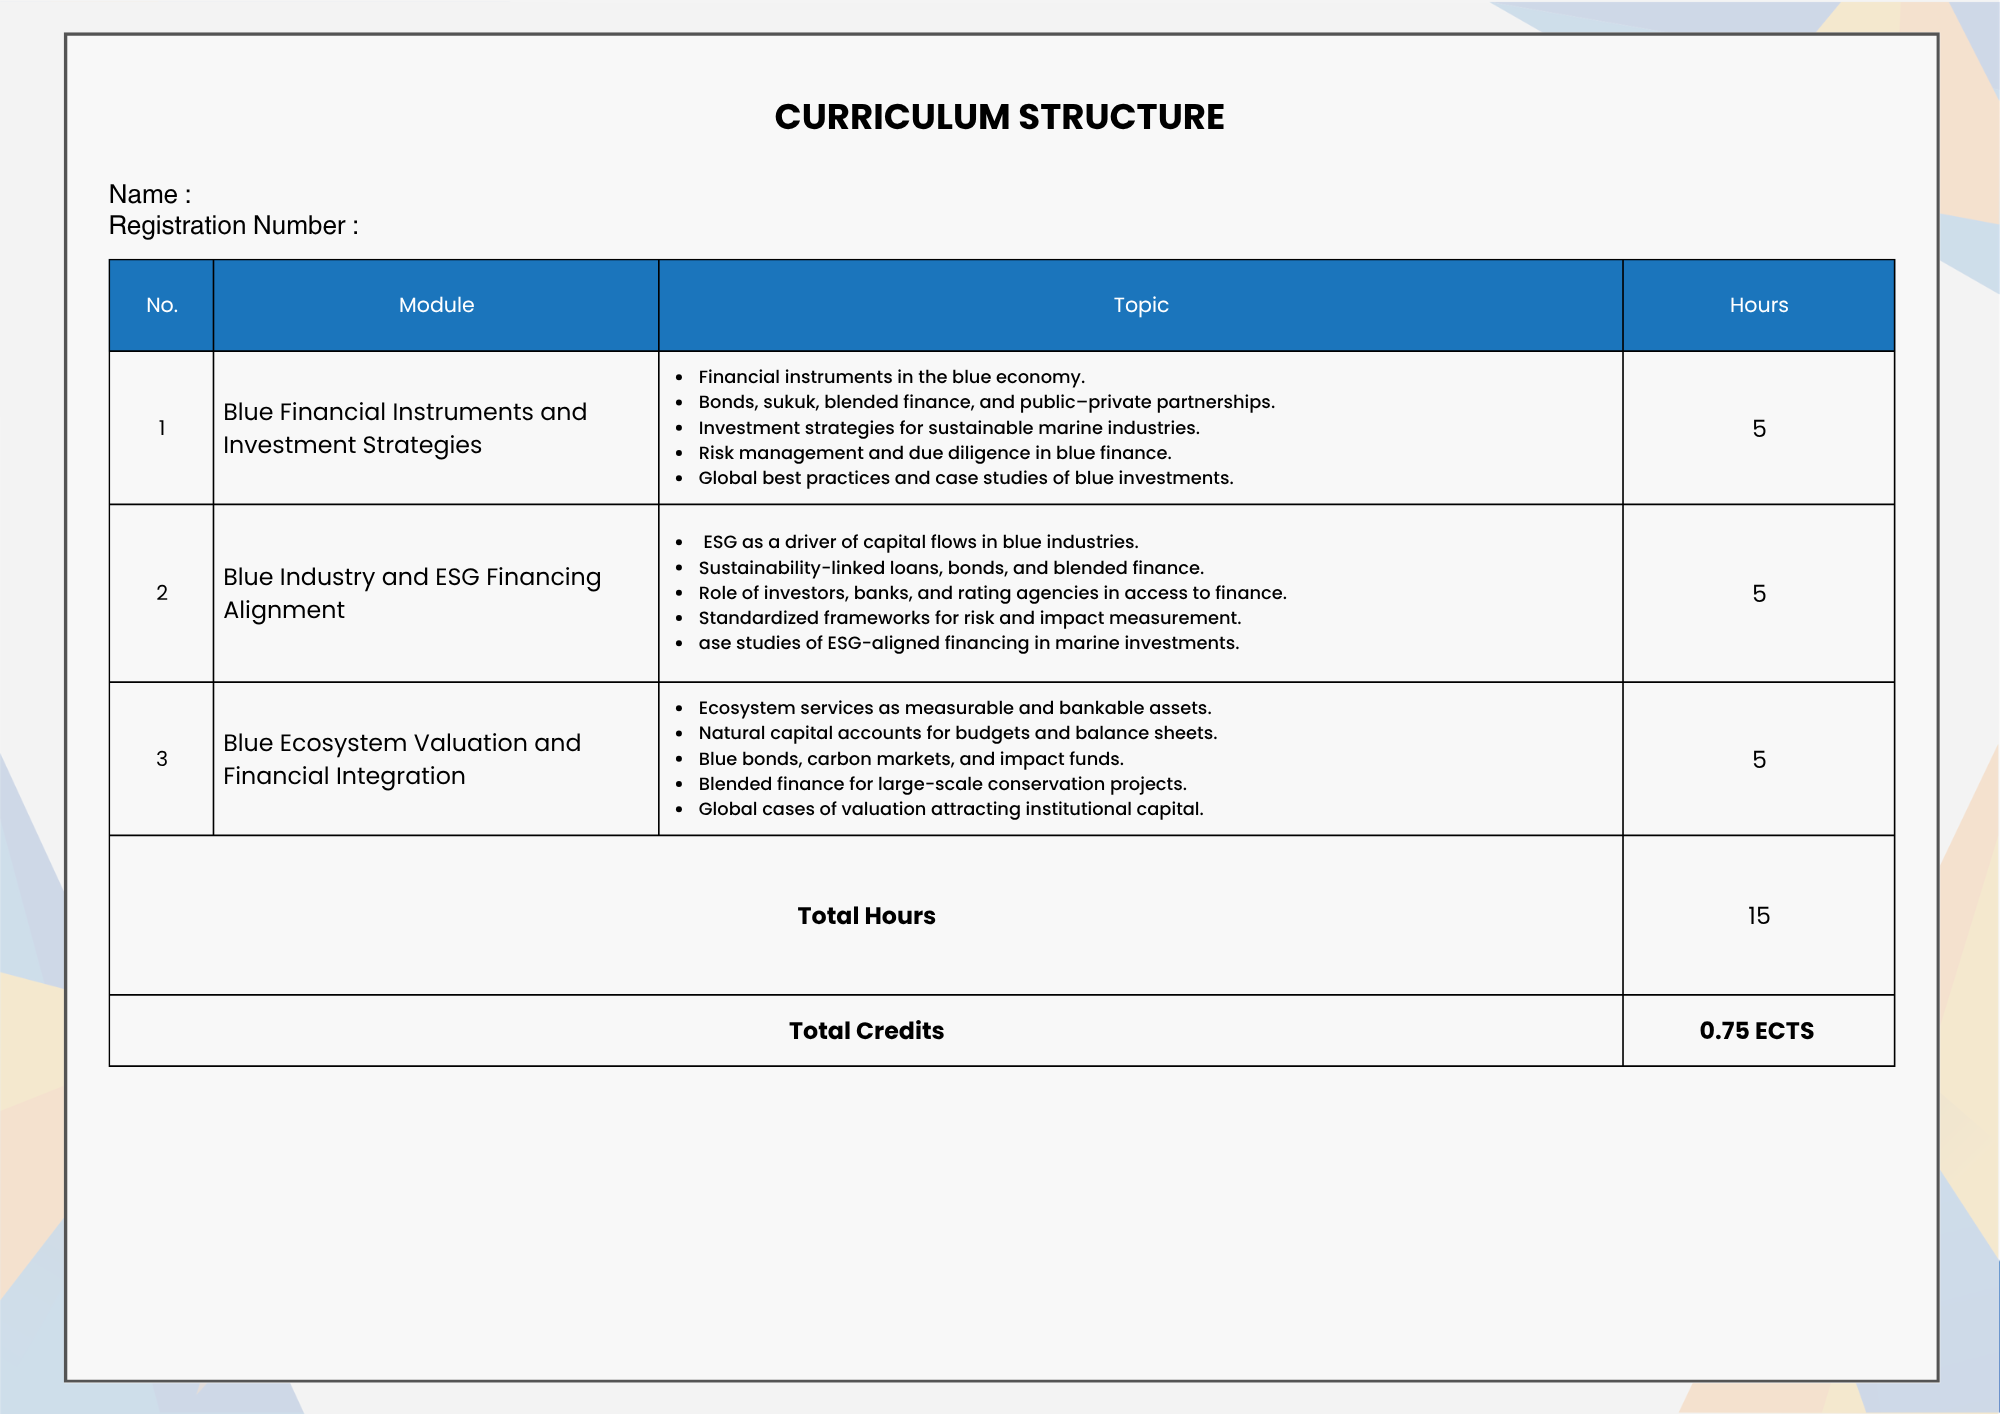 CURRICULUM STRUCTURE
Name :
Registration Number :
No.
Module
Topic
Hours
1
Blue Financial Instruments and
Investment Strategies
• Financial instruments in the blue economy.
• Bonds, sukuk, blended finance, and public–private partnerships.
• Investment strategies for sustainable marine industries.
• Risk management and due diligence in blue finance.
• Global best practices and case studies of blue investments.
5
2
Blue Industry and ESG Financing
Alignment
• ESG as a driver of capital flows in blue industries.
• Sustainability-linked loans, bonds, and blended finance.
• Role of investors, banks, and rating agencies in access to finance.
• Standardized frameworks for risk and impact measurement.
• ase studies of ESG-aligned financing in marine investments.
5
3
Blue Ecosystem Valuation and
Financial Integration
• Ecosystem services as measurable and bankable assets.
• Natural capital accounts for budgets and balance sheets.
• Blue bonds, carbon markets, and impact funds.
• Blended finance for large-scale conservation projects.
• Global cases of valuation attracting institutional capital.
5
Total Hours
15
Total Credits
0.75 ECTS